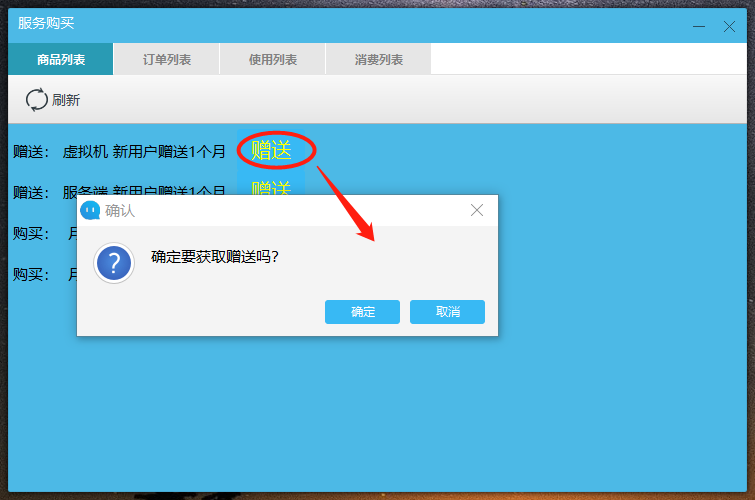 服务购买
商品列表 订单列表 使用列表 消费列表
刷新
赠送： 虚拟机 新用户赠送1个月 赠送
赠送： 服务端 新用户赠送1个月 赠送
确认
购买： 月
确定要获取赠送吗?
购买： 月
确定 取消